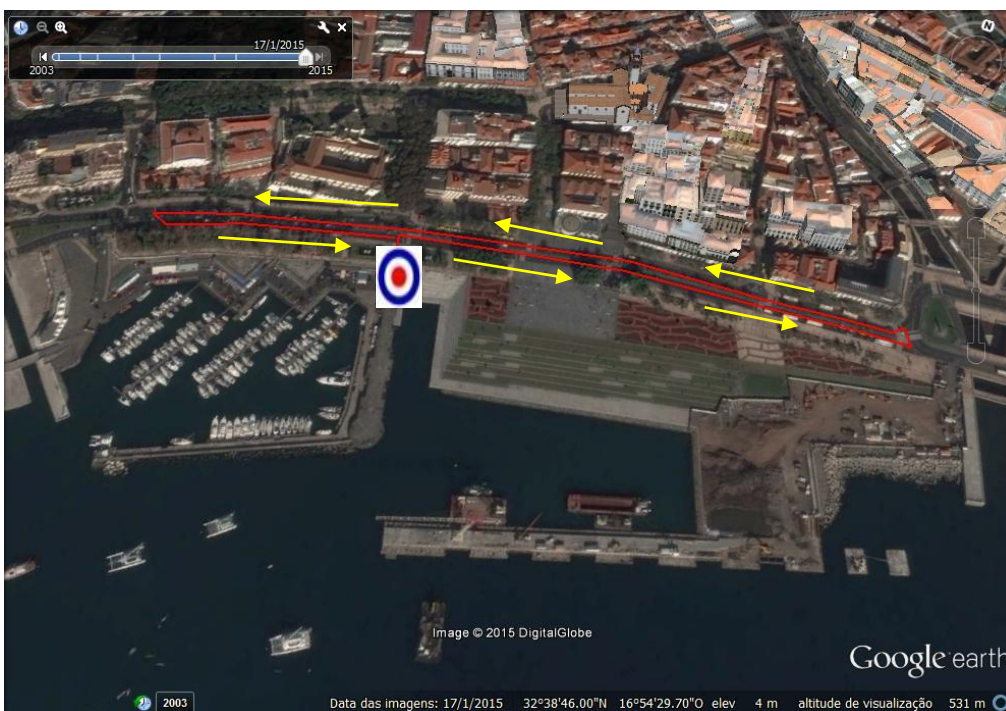 17/1/2015
2003 2015
Image © 2015 DigitalGlobe
Google earth
2003 Data das imagens: 17/1/2015 32°38'46.00"N 16°54'29.70"O elev 4 m altitude de visualização 531 m